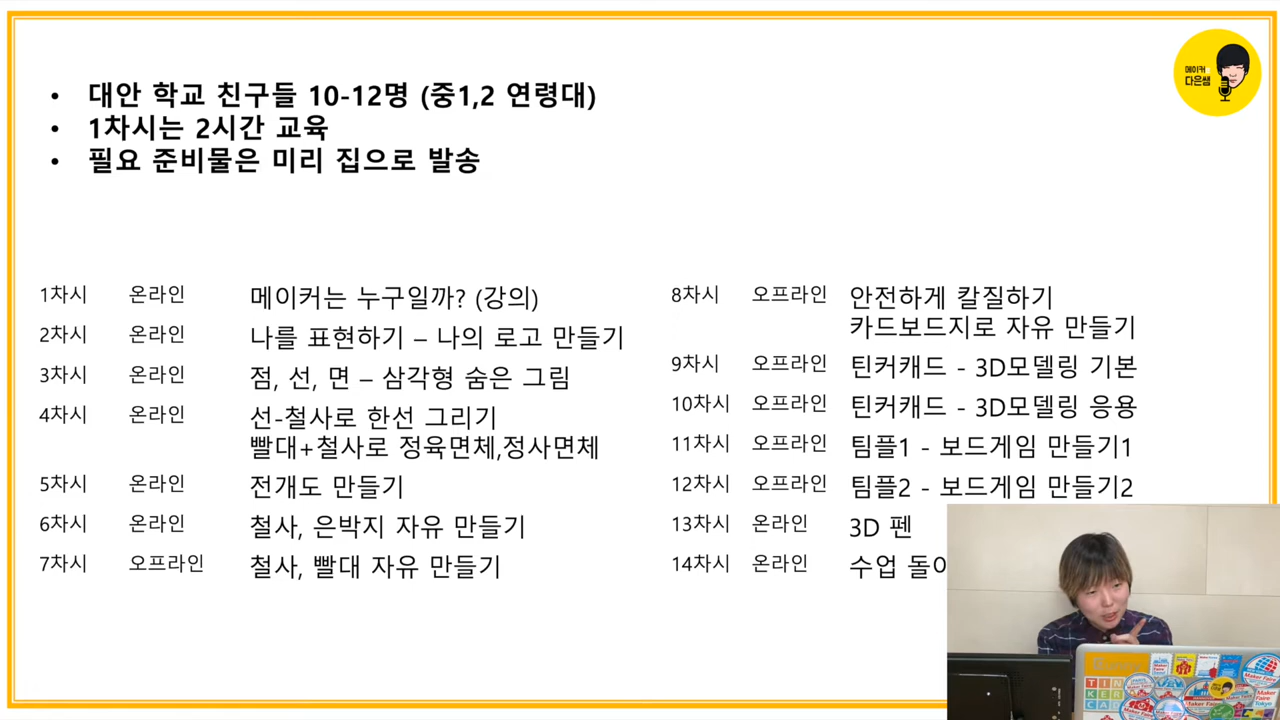 메이커 다은쌤
• 대안 학교 친구들 10-12명 (중1,2 연령대)
• 1차시는 2시간 교육
• 필요 준비물은 미리 집으로 발송
1차시 온라인 메이커는 누구일까? (강의)
2차시 온라인 나를 표현하기 – 나의 로고 만들기
3차시 온라인 점, 선, 면 – 삼각형 숨은 그림
4차시 온라인 선-철사로 한선 그리기
빨대+철사로 정육면체,정사면체
5차시 온라인 전개도 만들기
6차시 온라인 철사, 은박지 자유 만들기
7차시 오프라인 철사, 빨대 자유 만들기
8차시 오프라인 안전하게 칼질하기
카드보드지로 자유 만들기
9차시 오프라인 틴커캐드 - 3D모델링 기본
10차시 오프라인 틴커캐드 - 3D모델링 응용
11차시 오프라인 팀플1 - 보드게임 만들기1
12차시 오프라인 팀플2 - 보드게임 만들기2
13차시 온라인 3D 펜
14차시 온라인 수업
TIN
KER
CAD
Maker Faire
Maker Faire Tokyo